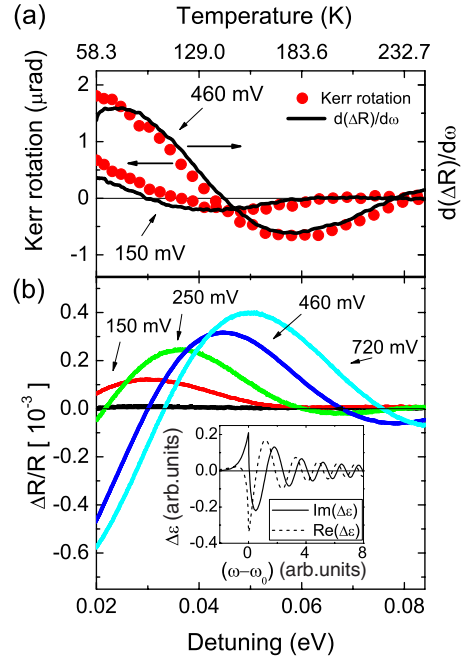 (a) Temperature (K)
58.3 129.0 183.6 232.7
Kerr rotation (μrad)
2
1
0
-1
460 mV
150 mV
Kerr rotation
d(ΔR)/dω
d(ΔR)/dω
(b)
ΔR/R [ 10⁻³ ]
0.4
0.2
0.0
-0.2
-0.4
-0.6
150 mV
250 mV
460 mV
720 mV
Δε (arb.units)
0.2
0.0
-0.2
-0.4
Im(Δε)
Re(Δε)
0 4 8
(ω−ω₀) (arb.units)
0.02 0.04 0.06 0.08
Detuning (eV)